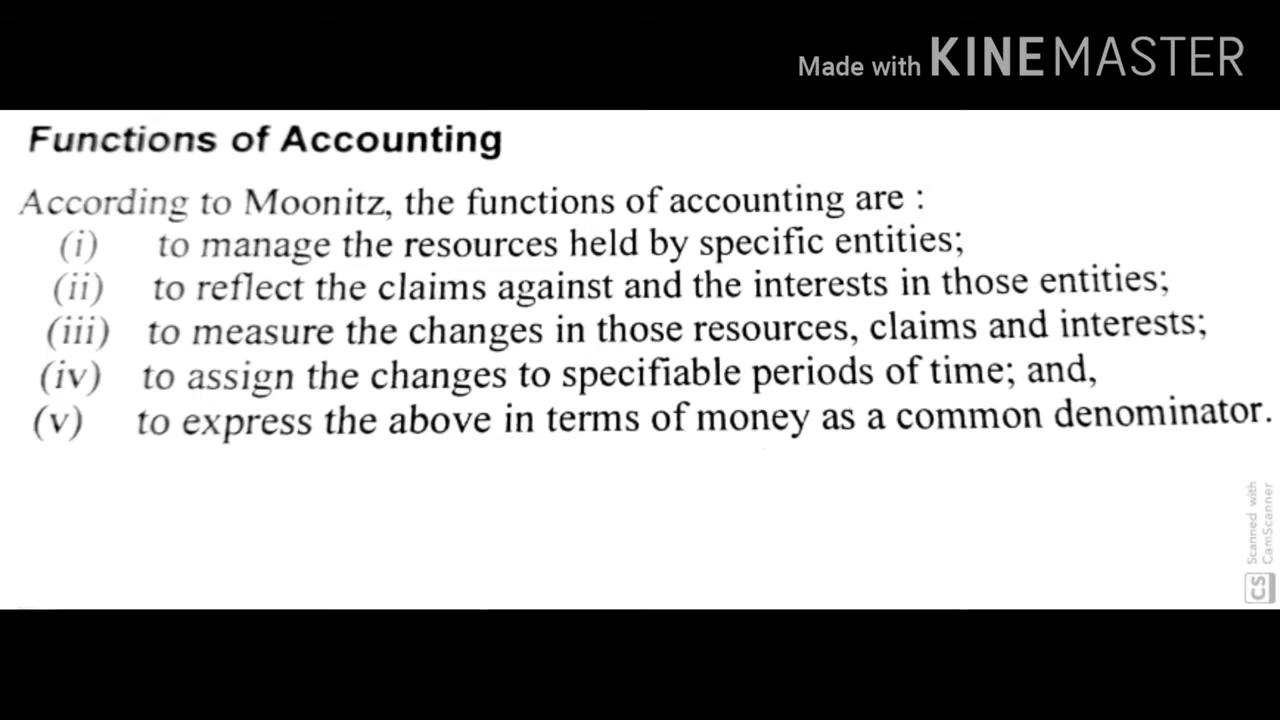 Made with KINEMASTER
Functions of Accounting
According to Moonitz, the functions of accounting are :
(i) to manage the resources held by specific entities;
(ii) to reflect the claims against and the interests in those entities;
(iii) to measure the changes in those resources, claims and interests;
(iv) to assign the changes to specifiable periods of time; and,
(v) to express the above in terms of money as a common denominator.
CS Scanned with
CamScanner